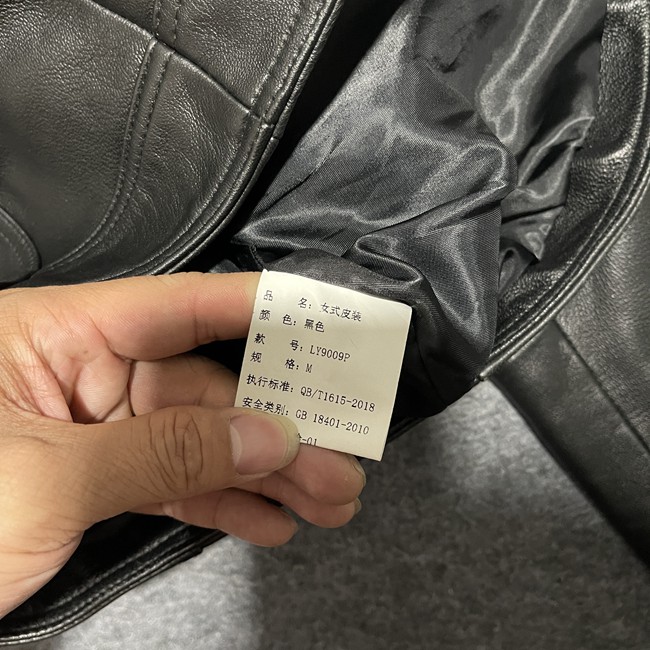 品 名: 女式皮装
颜 色: 黑色
款 号: LY9009P
规 格: M
执行标准: QB/T1615-2018
安全类别: GB 18401-2010
-01